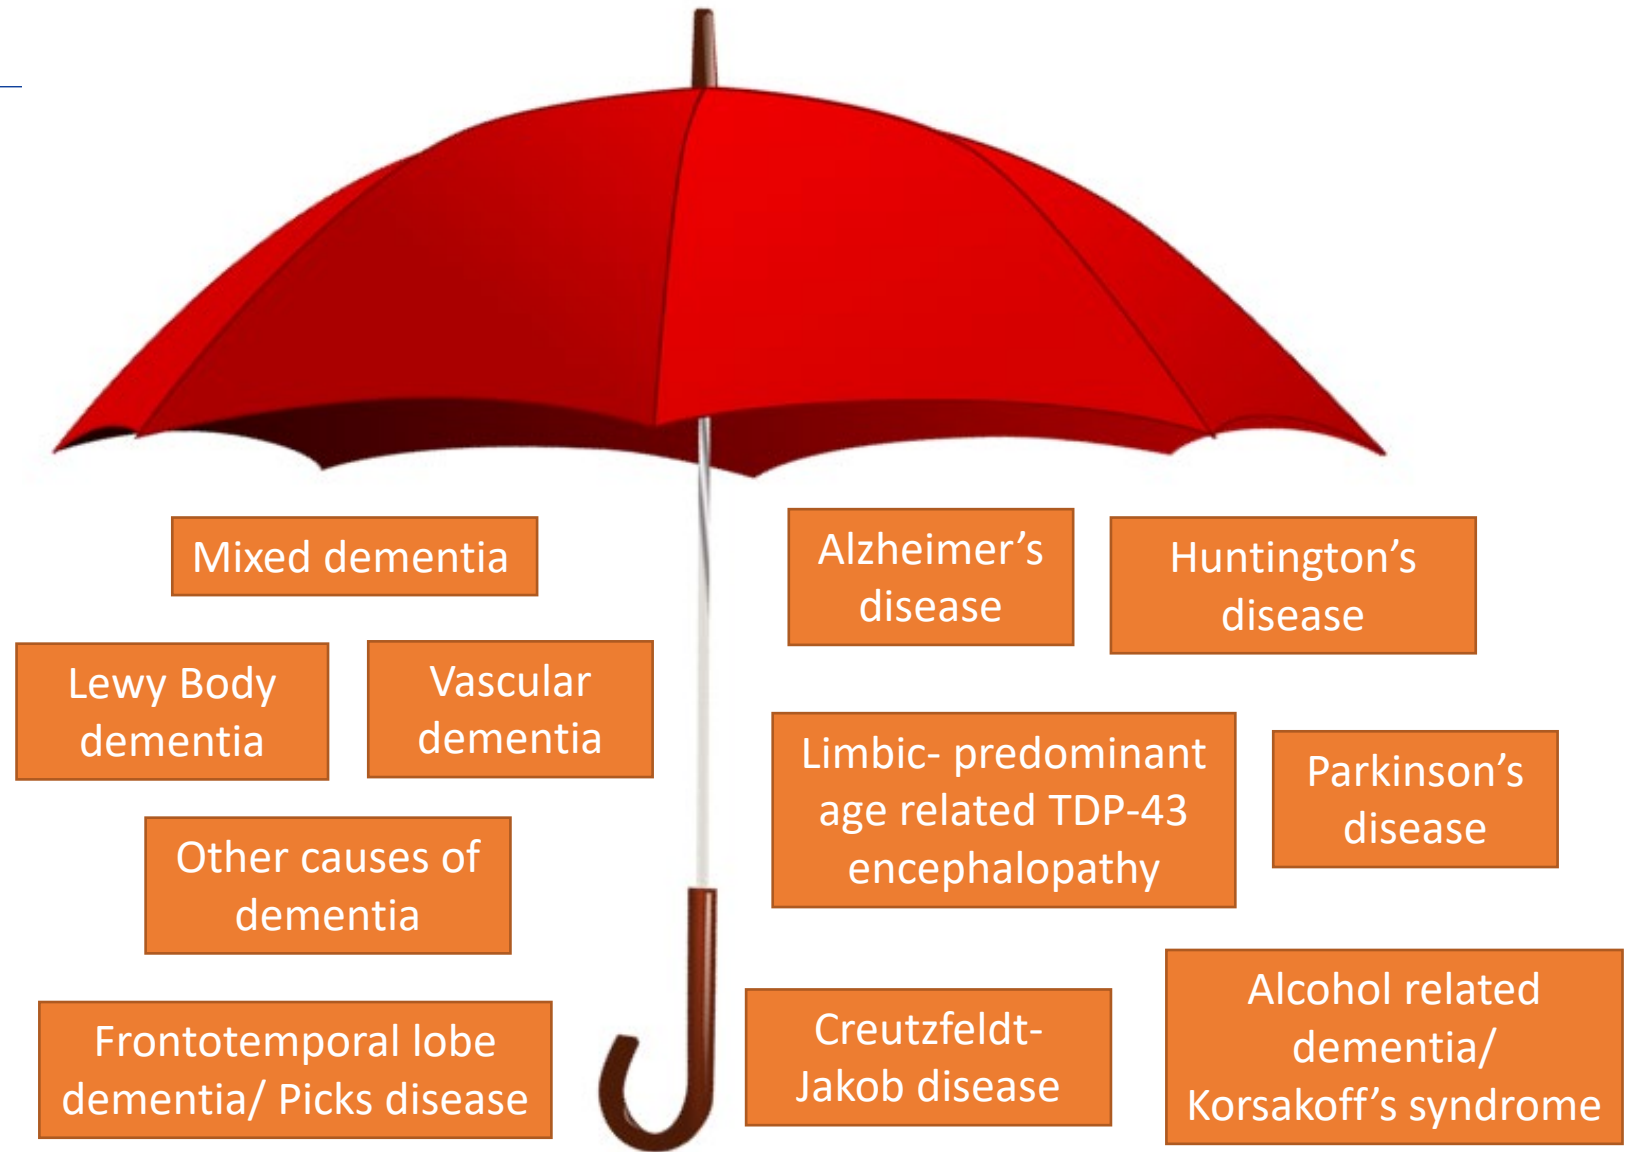 Mixed dementia
Alzheimer’s
disease
Huntington’s
disease
Lewy Body
dementia
Vascular
dementia
Limbic- predominant
age related TDP-43
encephalopathy
Parkinson’s
disease
Other causes of
dementia
Frontotemporal lobe
dementia/ Picks disease
Creutzfeldt-
Jakob disease
Alcohol related
dementia/
Korsakoff’s syndrome